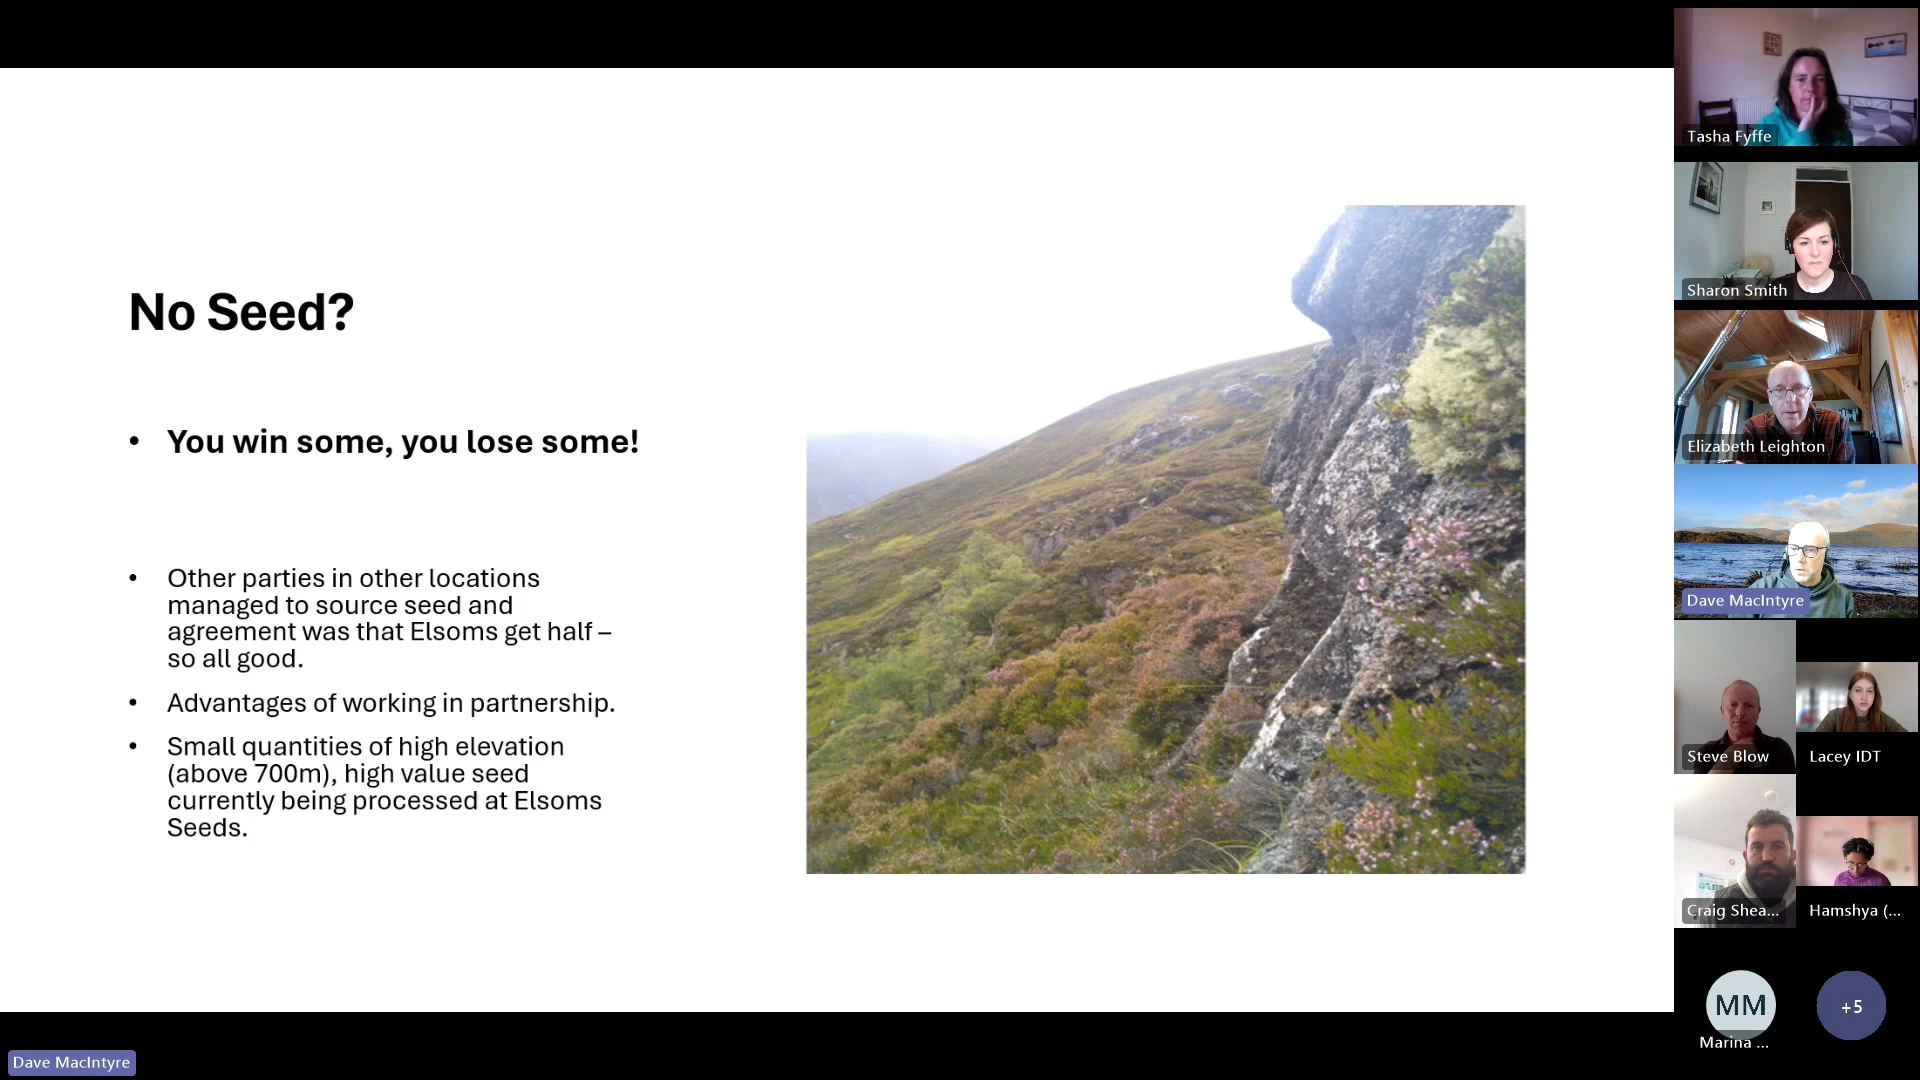 No Seed?
• You win some, you lose some!
• Other parties in other locations
managed to source seed and
agreement was that Elsoms get half –
so all good.
• Advantages of working in partnership.
• Small quantities of high elevation
(above 700m), high value seed
currently being processed at Elsoms
Seeds.
Tasha Fyffe
Sharon Smith
Elizabeth Leighton
Dave MacIntyre
Steve Blow
Lacey IDT
Craig Shea...
Hamshya (...
MM
+5
Marina ...
Dave MacIntyre